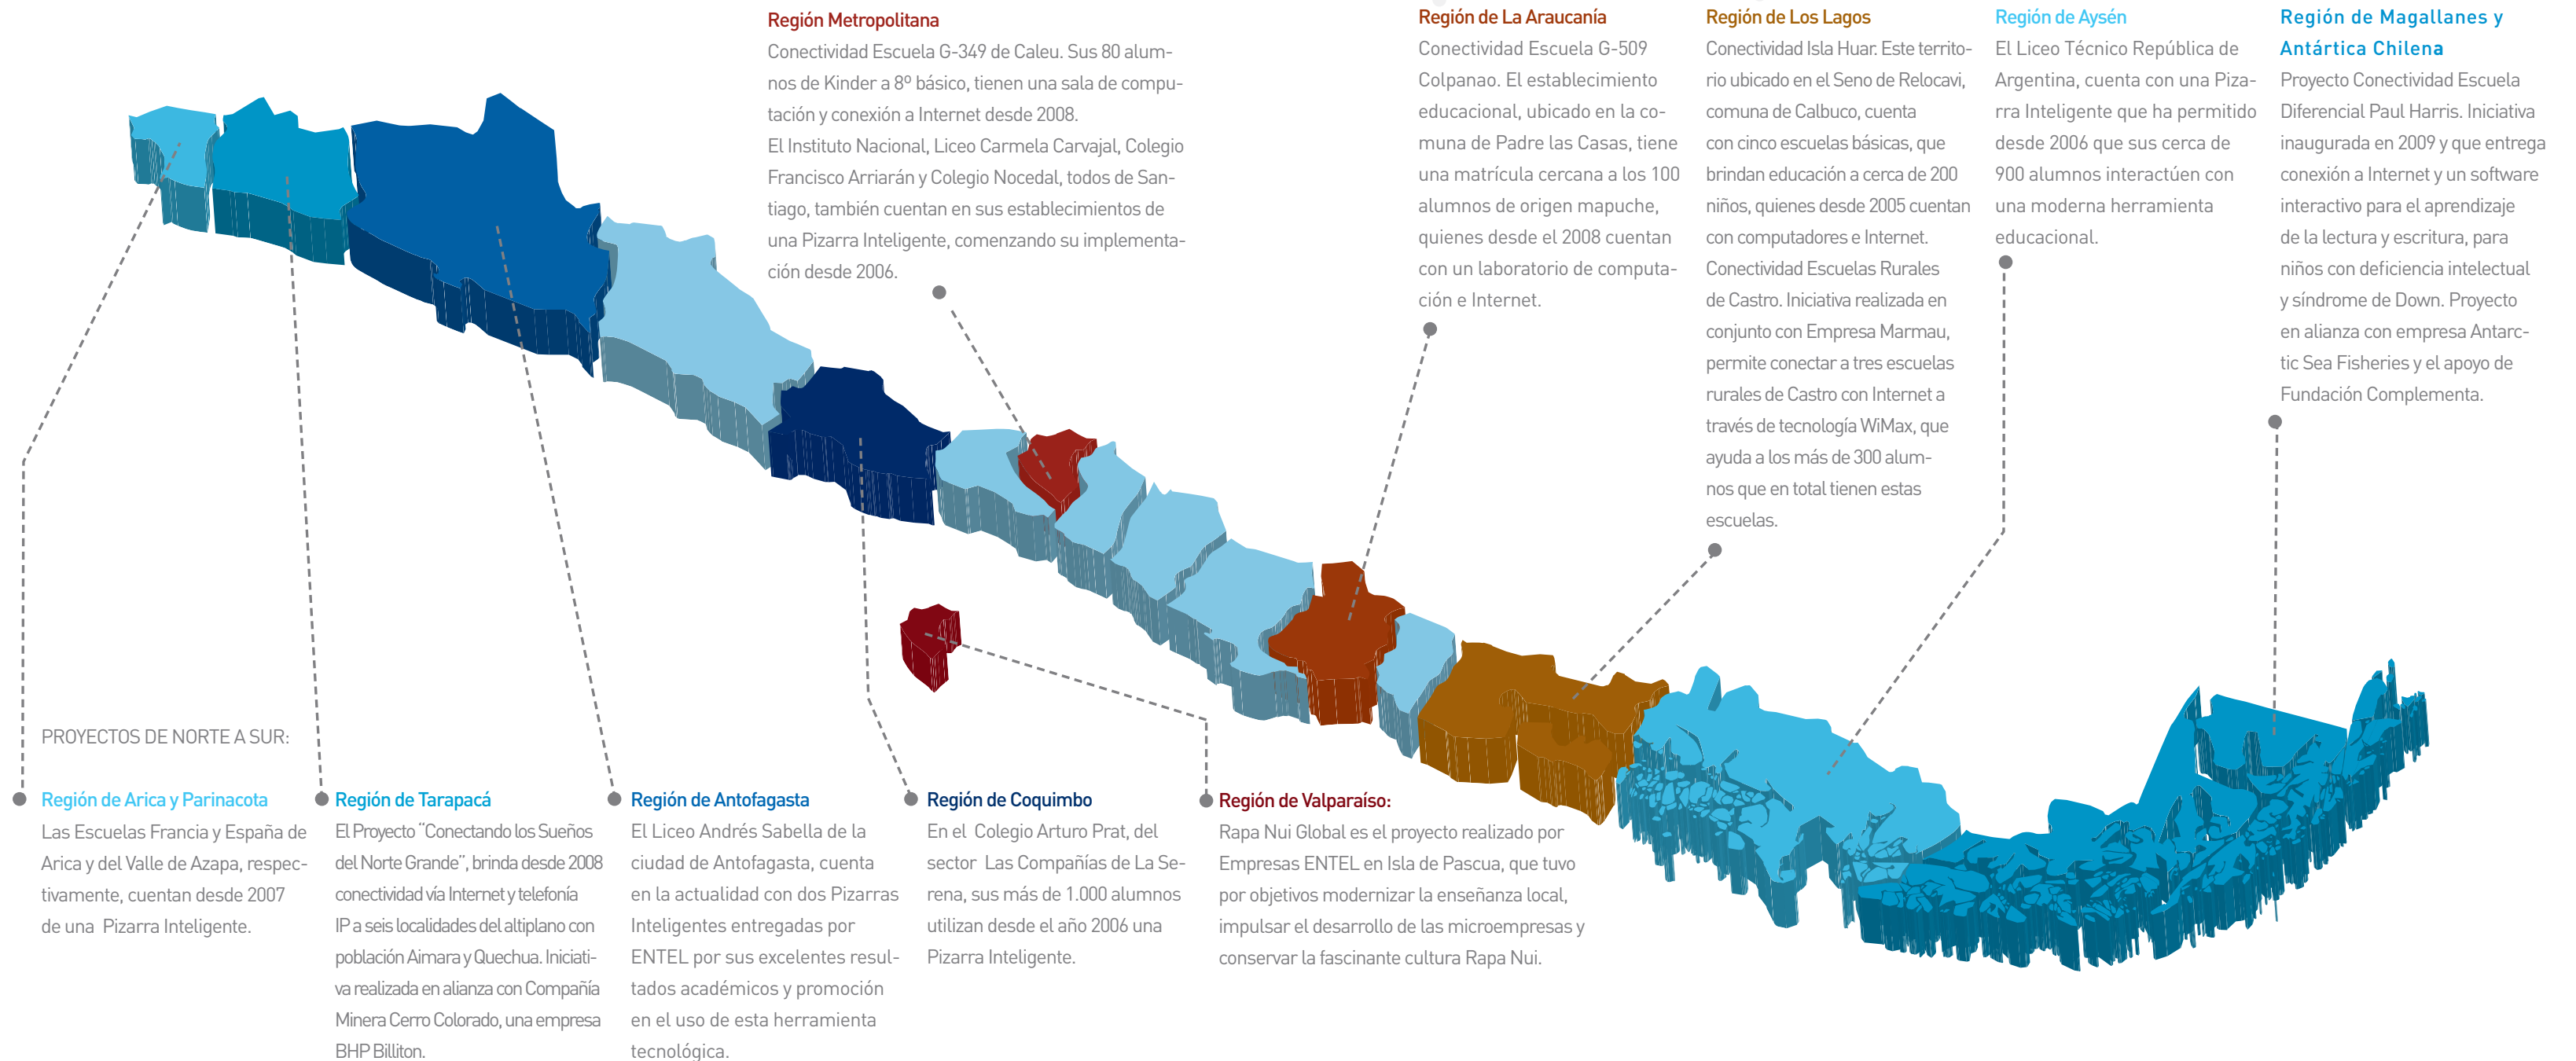 Región Metropolitana
Conectividad Escuela G-349 de Caleu. Sus 80 alum-
nos de Kinder a 8º básico, tienen una sala de compu-
tación y conexión a Internet desde 2008.
El Instituto Nacional, Liceo Carmela Carvajal, Colegio
Francisco Arriarán y Colegio Nocedal, todos de San-
tiago, también cuentan en sus establecimientos de
una Pizarra Inteligente, comenzando su implementa-
ción desde 2006.
Región de La Araucanía
Conectividad Escuela G-509
Colpanao. El establecimiento
educacional, ubicado en la co-
muna de Padre las Casas, tiene
una matrícula cercana a los 100
alumnos de origen mapuche,
quienes desde el 2008 cuentan
con un laboratorio de computa-
ción e Internet.
Región de Los Lagos
Conectividad Isla Huar. Este territo-
rio ubicado en el Seno de Relocavi,
comuna de Calbuco, cuenta
con cinco escuelas básicas, que
brindan educación a cerca de 200
niños, quienes desde 2005 cuentan
con computadores e Internet.
Conectividad Escuelas Rurales
de Castro. Iniciativa realizada en
conjunto con Empresa Marmau,
permite conectar a tres escuelas
rurales de Castro con Internet a
través de tecnología WiMax, que
ayuda a los más de 300 alum-
nos que en total tienen estas
escuelas.
Región de Aysén
El Liceo Técnico República de
Argentina, cuenta con una Piza-
rra Inteligente que ha permitido
desde 2006 que sus cerca de
900 alumnos interactúen con
una moderna herramienta
educacional.
Región de Magallanes y
Antártica Chilena
Proyecto Conectividad Escuela
Diferencial Paul Harris. Iniciativa
inaugurada en 2009 y que entrega
conexión a Internet y un software
interactivo para el aprendizaje
de la lectura y escritura, para
niños con deficiencia intelectual
y síndrome de Down. Proyecto
en alianza con empresa Antarc-
tic Sea Fisheries y el apoyo de
Fundación Complementa.
PROYECTOS DE NORTE A SUR:
Región de Arica y Parinacota
Las Escuelas Francia y España de
Arica y del Valle de Azapa, respec-
tivamente, cuentan desde 2007
de una Pizarra Inteligente.
Región de Tarapacá
El Proyecto “Conectando los Sueños
del Norte Grande”, brinda desde 2008
conectividad vía Internet y telefonía
IP a seis localidades del altiplano con
población Aimara y Quechua. Iniciati-
va realizada en alianza con Compañía
Minera Cerro Colorado, una empresa
BHP Billiton.
Región de Antofagasta
El Liceo Andrés Sabella de la
ciudad de Antofagasta, cuenta
en la actualidad con dos Pizarras
Inteligentes entregadas por
ENTEL por sus excelentes resul-
tados académicos y promoción
en el uso de esta herramienta
tecnológica.
Región de Coquimbo
En el Colegio Arturo Prat, del
sector Las Compañías de La Se-
rena, sus más de 1.000 alumnos
utilizan desde el año 2006 una
Pizarra Inteligente.
Región de Valparaíso:
Rapa Nui Global es el proyecto realizado por
Empresas ENTEL en Isla de Pascua, que tuvo
por objetivos modernizar la enseñanza local,
impulsar el desarrollo de las microempresas y
conservar la fascinante cultura Rapa Nui.